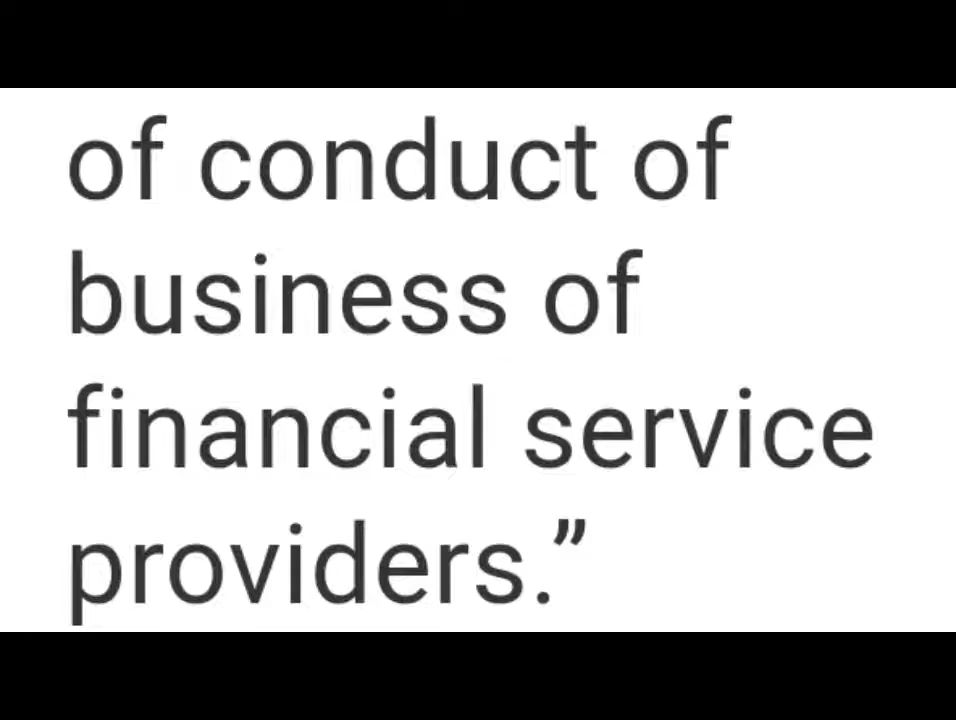 of conduct of
business of
financial service
providers.”